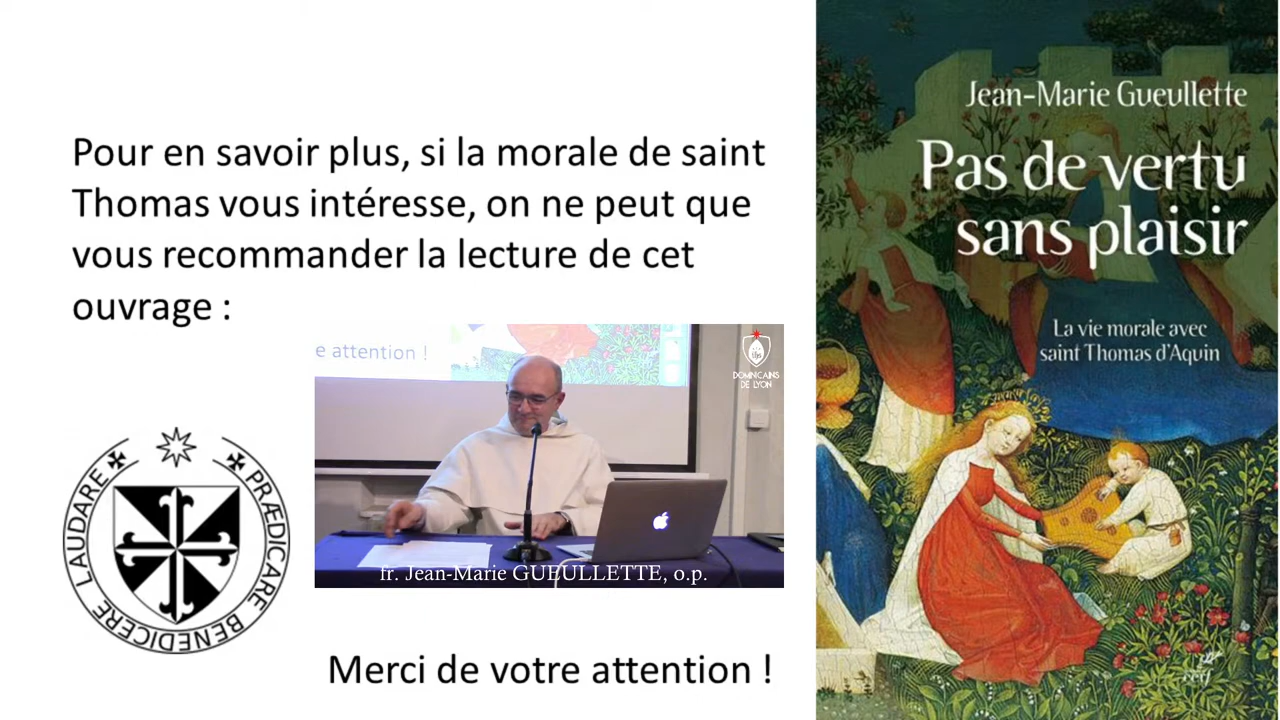 Pour en savoir plus, si la morale de saint
Thomas vous intéresse, on ne peut que
vous recommander la lecture de cet
ouvrage :
e attention !
DOMINICAINS
DE LYON
fr. Jean-Marie GUEULLETTE, o.p.
LAUDARE
BENEDICERE
PRÆDICARE
Merci de votre attention !
Jean-Marie Gueullette
Pas de vertu
sans plaisir
La vie morale avec
saint Thomas d'Aquin
cerf